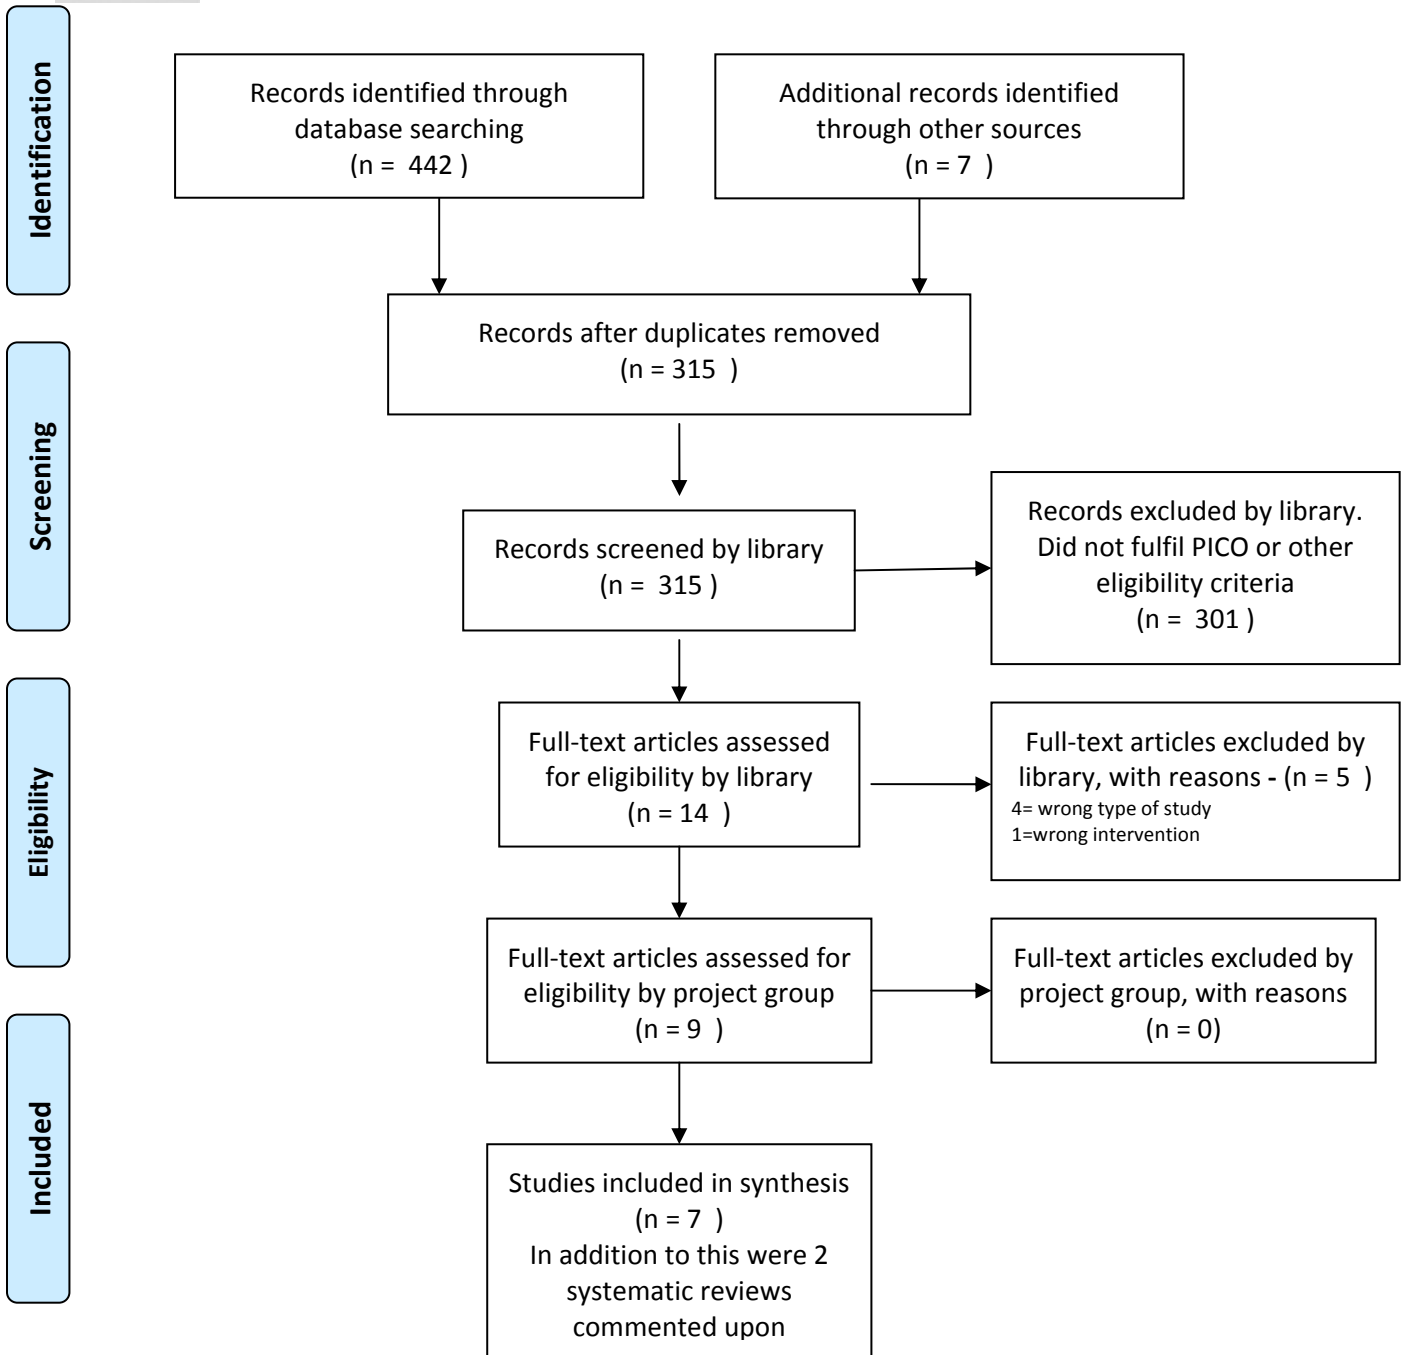 Identification
Records identified through
database searching
(n = 442 )
Additional records identified
through other sources
(n = 7 )
Records after duplicates removed
(n = 315 )
Screening
Records screened by library
(n = 315 )
Records excluded by library.
Did not fulfil PICO or other
eligibility criteria
(n = 301 )
Eligibility
Full-text articles assessed
for eligibility by library
(n = 14 )
Full-text articles excluded by
library, with reasons - (n = 5 )
4= wrong type of study
1=wrong intervention
Full-text articles assessed for
eligibility by project group
(n = 9 )
Full-text articles excluded by
project group, with reasons
(n = 0)
Included
Studies included in synthesis
(n = 7 )
In addition to this were 2
systematic reviews
commented upon